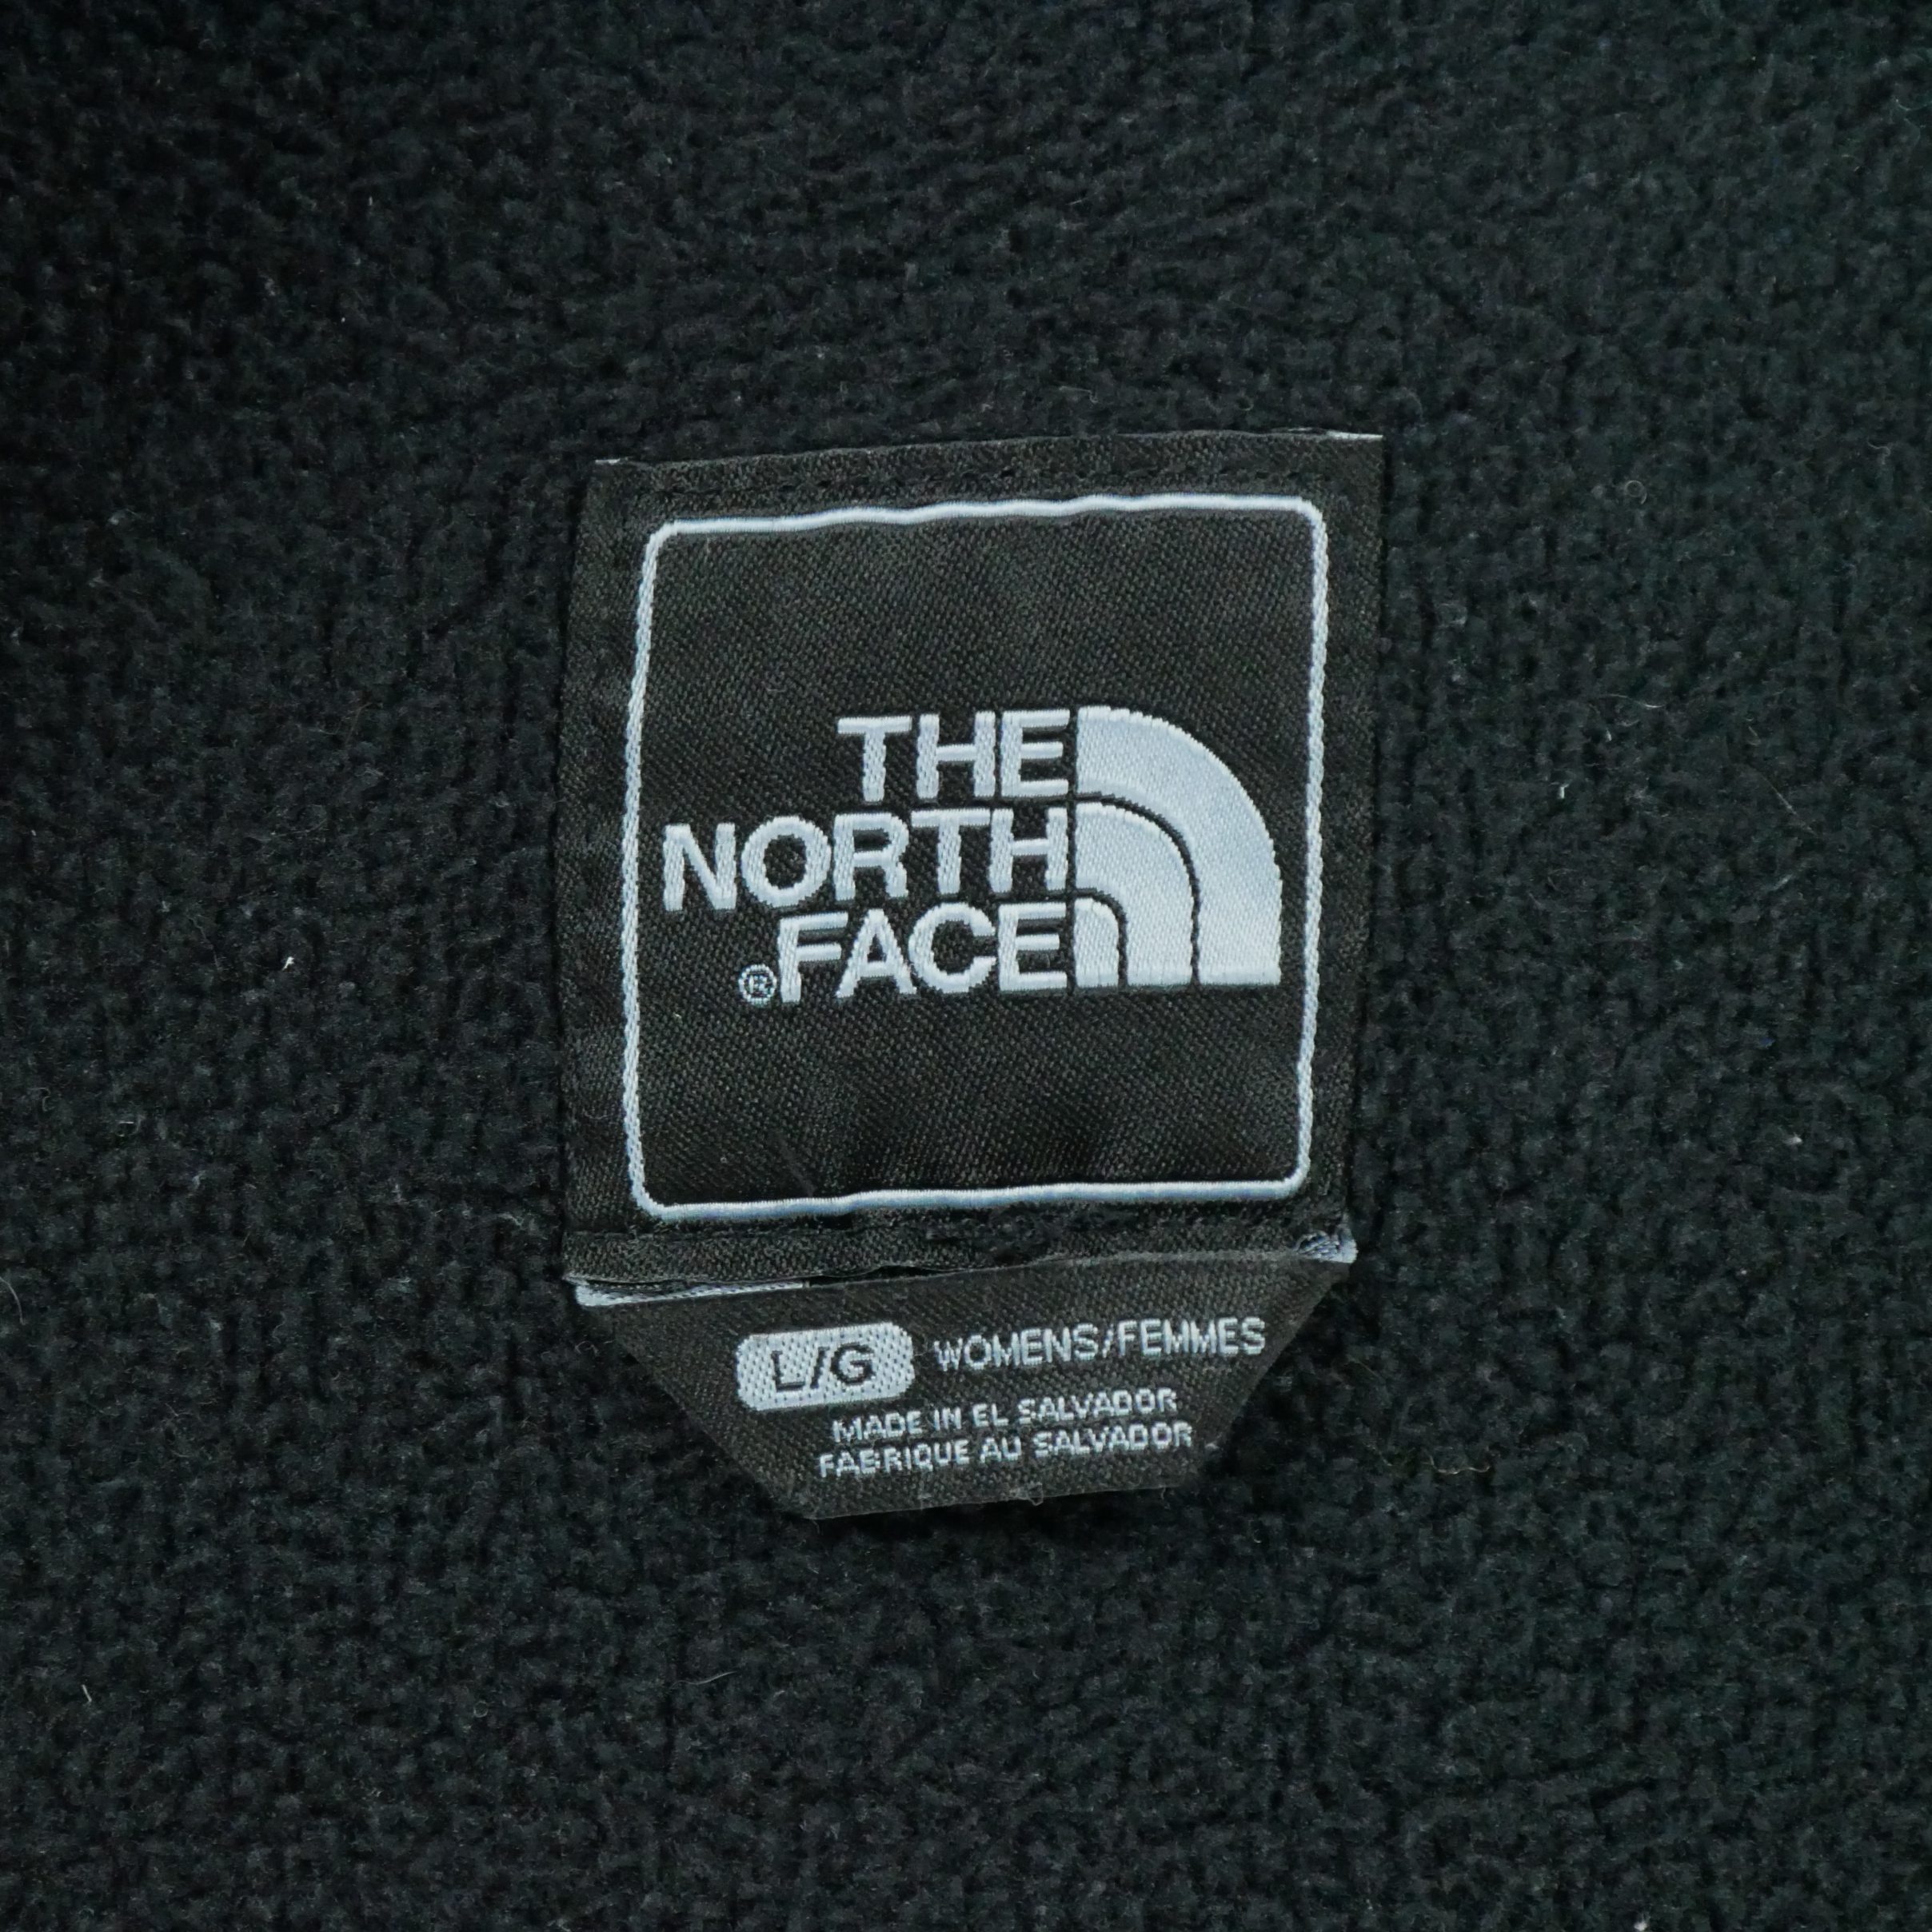 THE
NORTH
FACE®
L/G WOMENS/FEMMES
MADE IN EL SALVADOR
FABRIQUE AU SALVADOR